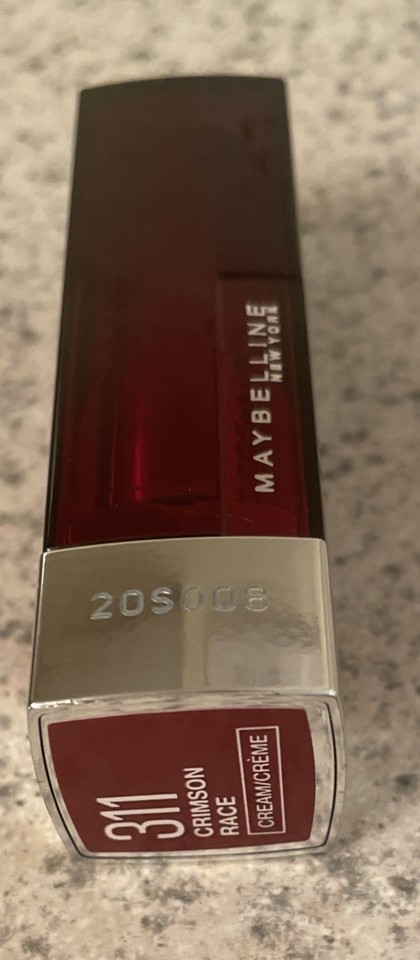 MAYBELLINE
NEW YORK
20S008
311
CRIMSON
RACE
CREAM/CRÈME